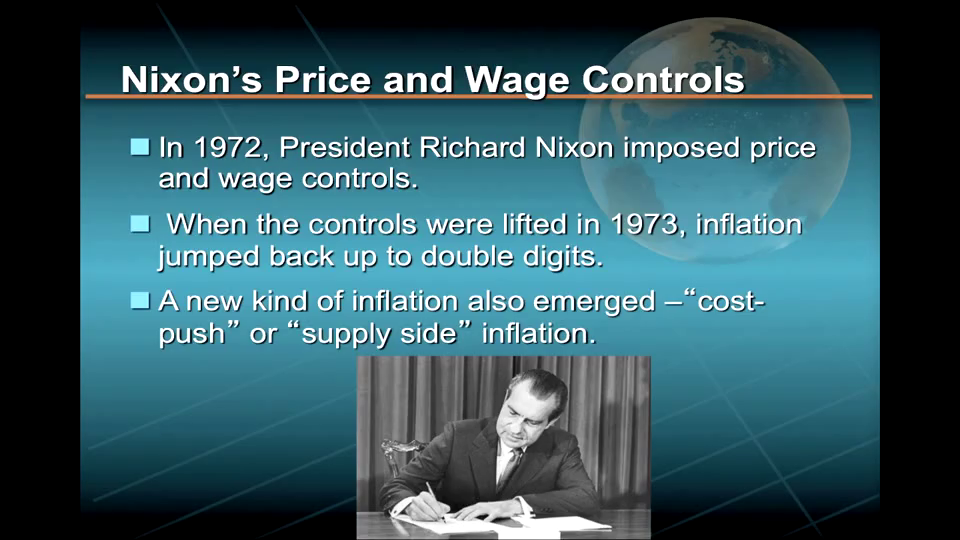 Nixon’s Price and Wage Controls
In 1972, President Richard Nixon imposed price
and wage controls.
When the controls were lifted in 1973, inflation
jumped back up to double digits.
A new kind of inflation also emerged –“cost-
push” or “supply side” inflation.